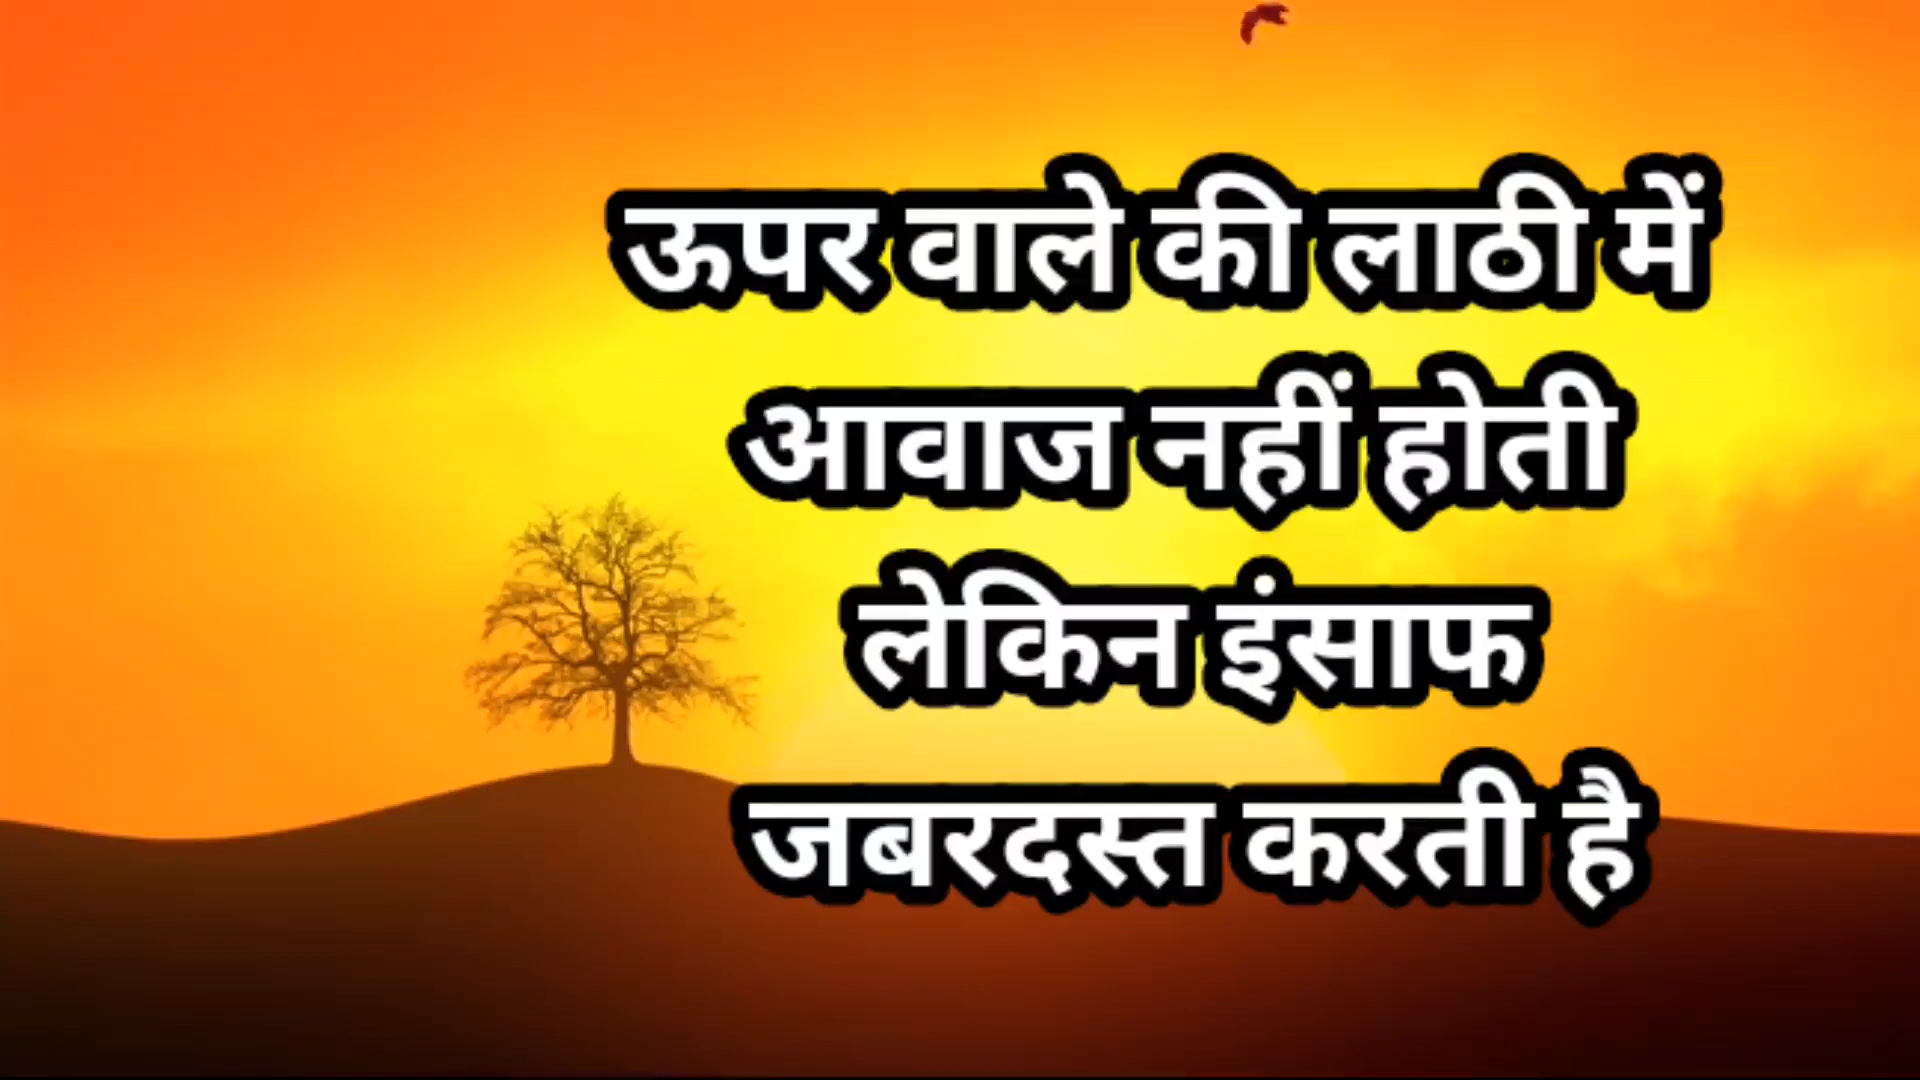 ऊपर वाले की लाठी में
आवाज नहीं होती
लेकिन इंसाफ
जबरदस्त करती है